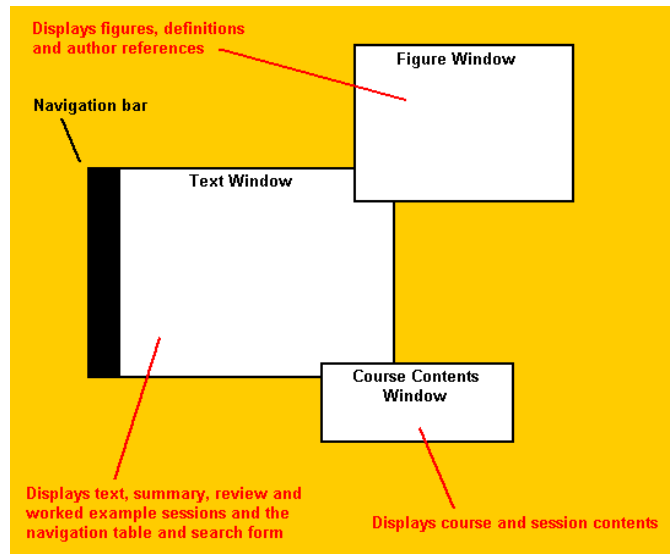 Displays figures, definitions
and author references
Figure Window
Navigation bar
Text Window
Course Contents
Window
Displays text, summary, review and
worked example sessions and the
navigation table and search form
Displays course and session contents